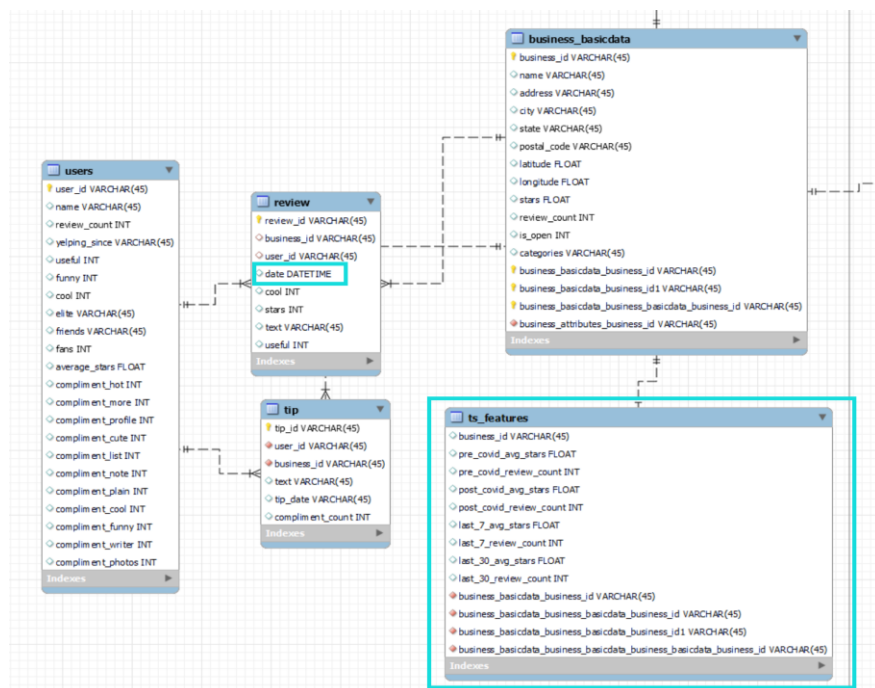 business_basicdata
business_id VARCHAR(45)
name VARCHAR(45)
address VARCHAR(45)
city VARCHAR(45)
state VARCHAR(45)
postal_code VARCHAR(45)
latitude FLOAT
longitude FLOAT
stars FLOAT
review_count INT
is_open INT
categories VARCHAR(45)
business_basicdata_business_id VARCHAR(45)
business_basicdata_business_id1 VARCHAR(45)
business_basicdata_business_basicdata_business_id VARCHAR(45)
business_attributes_business_id VARCHAR(45)
Indexes
users
user_id VARCHAR(45)
name VARCHAR(45)
review_count INT
yelping_since VARCHAR(45)
useful INT
funny INT
cool INT
elite VARCHAR(45)
friends VARCHAR(45)
fans INT
average_stars FLOAT
compliment_hot INT
compliment_more INT
compliment_profile INT
compliment_cute INT
compliment_list INT
compliment_note INT
compliment_plain INT
compliment_cool INT
compliment_funny INT
compliment_writer INT
compliment_photos INT
Indexes
review
review_id VARCHAR(45)
business_id VARCHAR(45)
user_id VARCHAR(45)
date DATETIME
cool INT
stars INT
text VARCHAR(45)
useful INT
Indexes
tip
tip_id VARCHAR(45)
user_id VARCHAR(45)
business_id VARCHAR(45)
text VARCHAR(45)
tip_date VARCHAR(45)
compliment_count INT
Indexes
ts_features
business_id VARCHAR(45)
pre_covid_avg_stars FLOAT
pre_covid_review_count INT
post_covid_avg_stars FLOAT
post_covid_review_count INT
last_7_avg_stars FLOAT
last_7_review_count INT
last_30_avg_stars FLOAT
last_30_review_count INT
business_basicdata_business_id VARCHAR(45)
business_basicdata_business_basicdata_business_id VARCHAR(45)
business_basicdata_business_basicdata_business_id1 VARCHAR(45)
business_basicdata_business_basicdata_business_basicdata_business_id VARCHAR(45)
Indexes